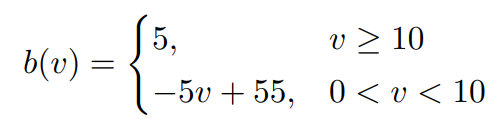 b(v) = { 5, v ≥ 10
−5v + 55, 0 < v < 10